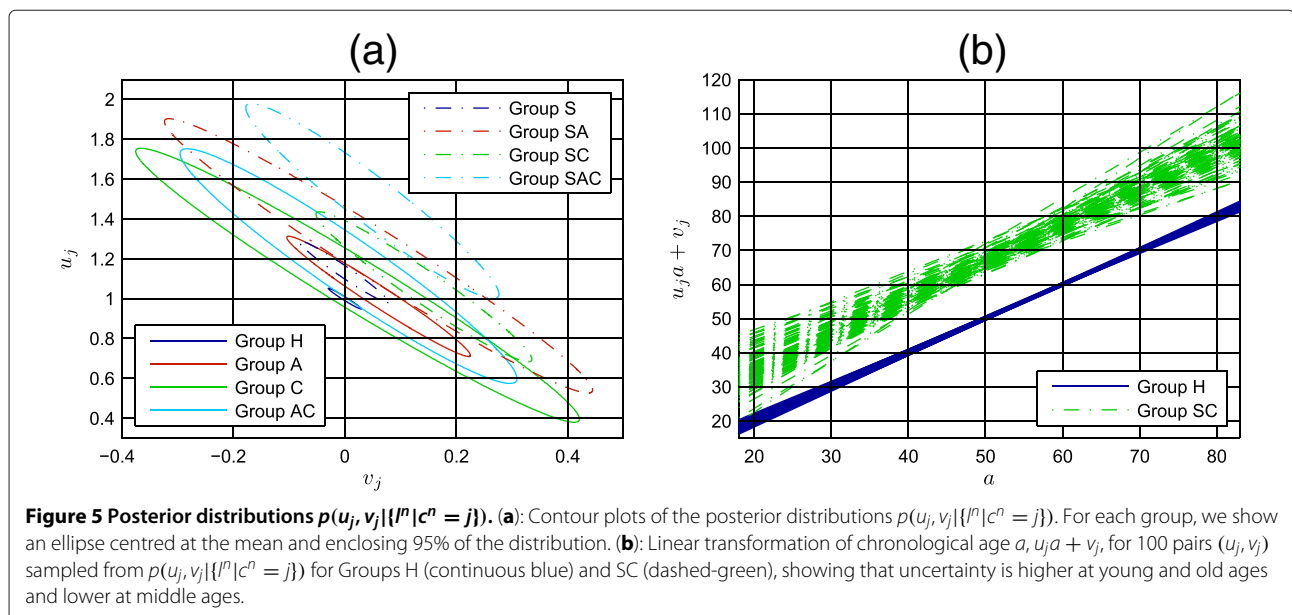 (a)
2
1.8
1.6
1.4
1.2
1
0.8
0.6
0.4
u_j
−0.4
−0.2
0
0.2
0.4
v_j
Group S
Group SA
Group SC
Group SAC
Group H
Group A
Group C
Group AC
(b)
120
110
100
90
80
70
60
50
40
30
20
u_j a + v_j
20
30
40
50
60
70
80
a
Group H
Group SC
Figure 5 Posterior distributions p(u_j, v_j|{l^n|c^n = j}). (a): Contour plots of the posterior distributions p(u_j, v_j|{l^n|c^n = j}). For each group, we show
an ellipse centred at the mean and enclosing 95% of the distribution. (b): Linear transformation of chronological age a, u_j a + v_j, for 100 pairs (u_j, v_j)
sampled from p(u_j, v_j|{l^n|c^n = j}) for Groups H (continuous blue) and SC (dashed-green), showing that uncertainty is higher at young and old ages
and lower at middle ages.